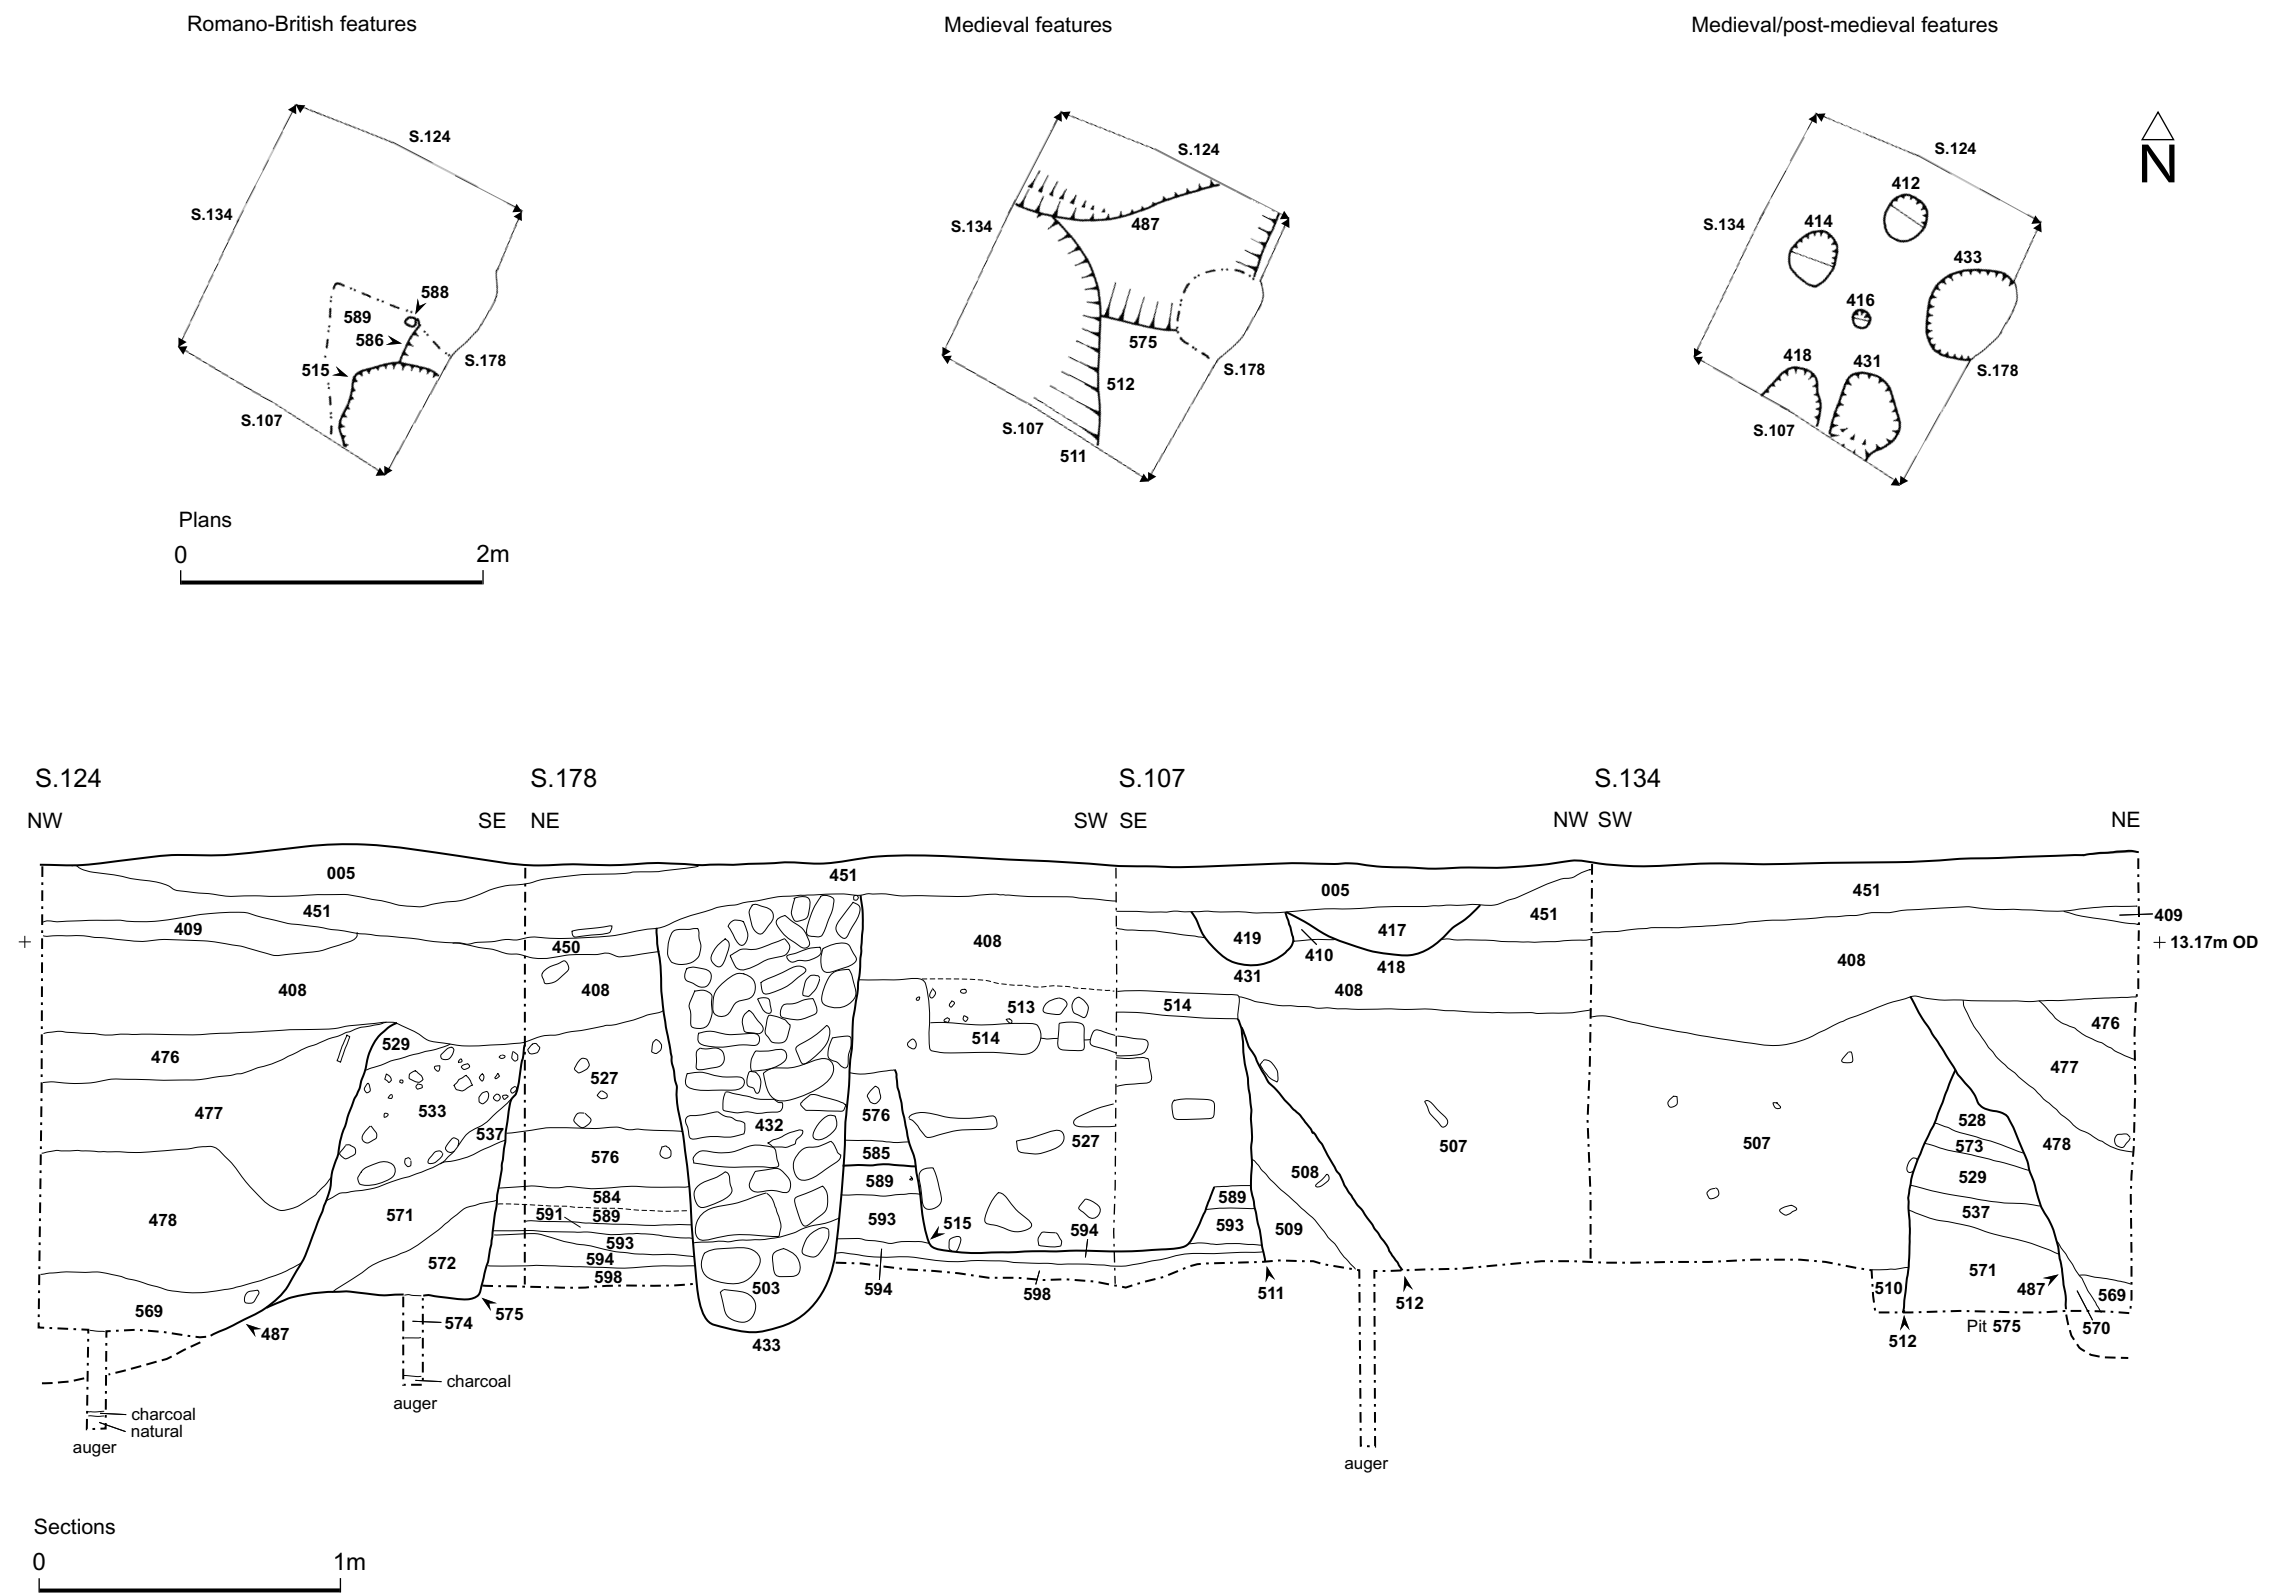 Romano-British features
Medieval features
Medieval/post-medieval features
S.124
S.134
588
589
586
515
S.178
S.107
S.124
S.134
487
575
S.178
512
S.107
511
S.124
412
S.134
414
433
416
418
431
S.178
S.107
N
Plans
0 2m
S.124
S.178
S.107
S.134
NW
SE NE
SW SE
NW SW
NE
005
451
409
408
476
529
477
533
537
478
571
572
569
487
574
575
charcoal
auger
charcoal
natural
auger
451
450
408
408
527
432
576
576
585
584
589
591
589
593
593
594
598
503
433
513
514
527
515
594
594
598
005
451
419
417
410
431
418
408
514
507
508
589
593
509
511
512
auger
451
409
13.17m OD
408
476
477
528
507
573
478
529
537
571
510
487
569
570
512
Pit 575
Sections
0 1m